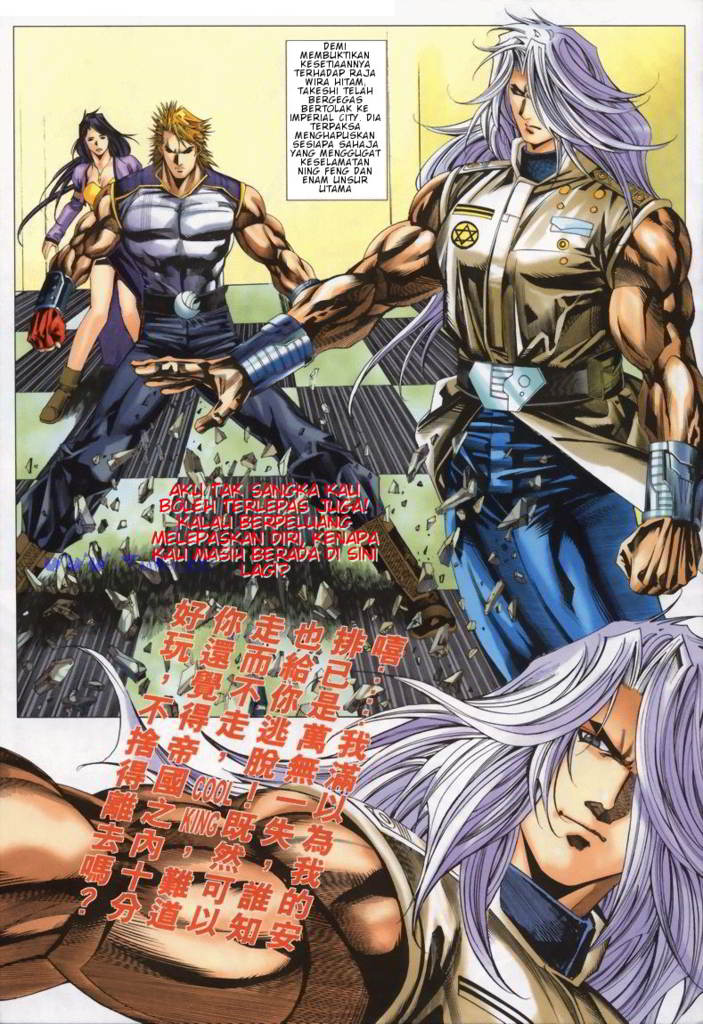 DEMI
MEMBUKTIKAN
KESETIAANNYA
TERHADAP RAJA
WIRA HITAM,
TAKESHI TELAH
BERGEGAS
BERTOLAK KE
IMPERIAL CITY. DIA
TERPAKSA
MENGHAPUSKAN
SESIAPA SAHAJA
YANG MENGGUGAT
KESELAMATAN
NING FENG DAN
ENAM UNSUR
UTAMA
AKU TAK SANGKA KAU
BOLEH TERLEPAS JUGA!
KALAU BERPELUANG
MELEPASKAN DIRI, KENAPA
KAU MASIH BERADA DI SINI
LAGI?
嘻……我滿以為我的安
排已是萬無一失，誰知
也給你逃脫！既然可以
走而不走，COOL KING，難道
你還覺得帝國之內十分
好玩，不捨得離去嗎？